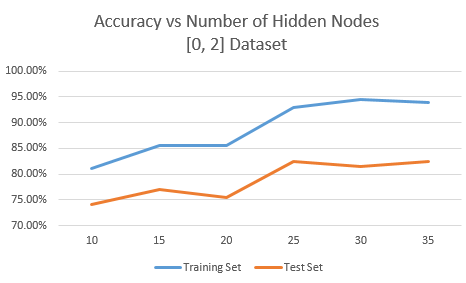 Accuracy vs Number of Hidden Nodes
[0, 2] Dataset
100.00%
95.00%
90.00%
85.00%
80.00%
75.00%
70.00%
10 15 20 25 30 35
Training Set Test Set